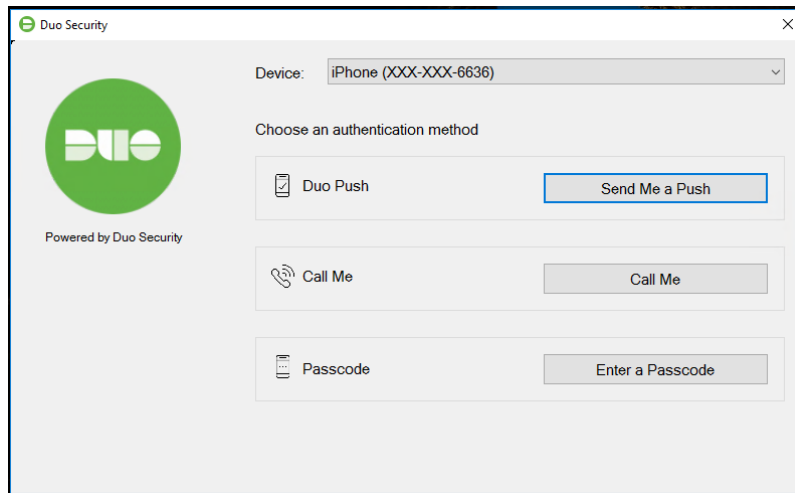 Duo Security
Device: iPhone (XXX-XXX-6636)
Choose an authentication method
DUO
Powered by Duo Security
Duo Push Send Me a Push
Call Me Call Me
Passcode Enter a Passcode